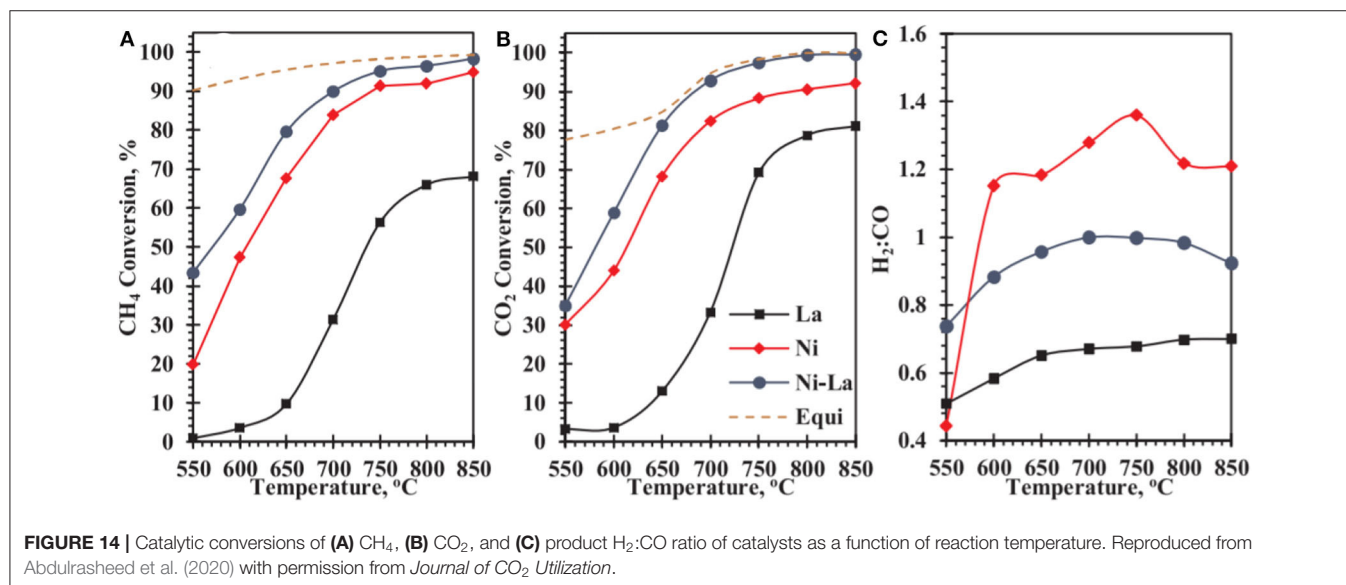 A
100
90
80
70
60
50
40
30
20
10
0
CH₄ Conversion, %
550 600 650 700 750 800 850
Temperature, ºC
B
100
90
80
70
60
50
40
30
20
10
0
CO₂ Conversion, %
La
Ni
Ni-La
Equi
550 600 650 700 750 800 850
Temperature, ºC
C
1.6
1.4
1.2
1
0.8
0.6
0.4
H₂:CO
550 600 650 700 750 800 850
Temperature, ºC
FIGURE 14 | Catalytic conversions of (A) CH₄, (B) CO₂, and (C) product H₂:CO ratio of catalysts as a function of reaction temperature. Reproduced from
Abdulrasheed et al. (2020) with permission from Journal of CO₂ Utilization.